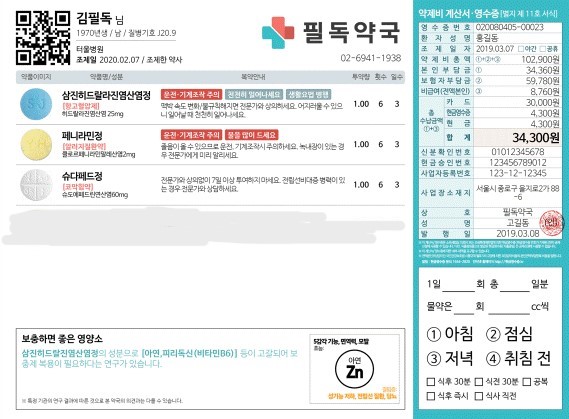 김필독 님
1970년생 / 남 / 질병기호 J20.9
터울병원
조제일 2020.02.07 / 조제한 약사
필독약국
02-6941-1938
약품이미지 약품명/성분 복약안내 투약량 횟수 일수
삼진히드랄라진염산염정 운전·기계조작 주의 천천히 일어나세요 생활요법 병행 1.00 6 3
[항고혈압제]
히드랄라진염산염 25mg
맥박 속도 변화/불규칙해지면 전문가와 상의하세요. 어지러울 수 있으니 일어날 때 천천히 일어나세요.
페니라민정 운전·기계조작 주의 물을 많이 드세요 1.00 6 3
[알러지질환약]
클로르페니라민말레산염2mg
졸음이 올 수 있으므로 운전, 기계조작시 주의하세요. 녹내장이 있는 경우 전문가에게 미리 알리세요.
슈다페드정 1.00 6 3
[코막힘약]
슈도에페드린염산염60mg
전문가와 상의없이 7일 이상 투여하지 마세요. 전립선비대증 병력이 있는 경우 전문가와 상담하세요.
보충하면 좋은 영양소
삼진히드랄라진염산염정의 성분으로 [아연,피리독신(비타민B6)] 등이 고갈되어 보충제 복용이 필요하다는 연구가 있습니다.
5감각 기능, 면역력, 모발
효능:
아연
Zn
성기능 저하, 전립선 질환, 당뇨
* 특정 기관의 연구 결과에 따른 것으로 본 약국의 의견과는 다를 수 있습니다.
약제비 계산서·영수증 [별지 제 11호 서식]
영수증번호 020080405-00023
환자성명 홍길동
조제일자 2019.03.07 야간 공휴
약제비총액 ①+②+③ 102,900원
본인부담금 ① 34,360원
보험자부담금 ② 59,780원
비급여(전액본인) ③ 8,760원
총수납금액 ①+③
카드 30,000원
현금영수증 4,300원
현금 4,300원
합계 34,300원
신분확인번호 01012345678
현금승인번호 123456789012
사업자등록번호 123-12-12345
사업장소재지 서울시 종로구 율지로2가 88-6
상호 필독약국
성명 고길동
발행일 2019.03.08
1일 회 총 일분
물약은 회 cc씩
① 아침 ② 점심
③ 저녁 ④ 취침 전
식후 30분 식전 30분 공복
식후 즉시 식사 직전